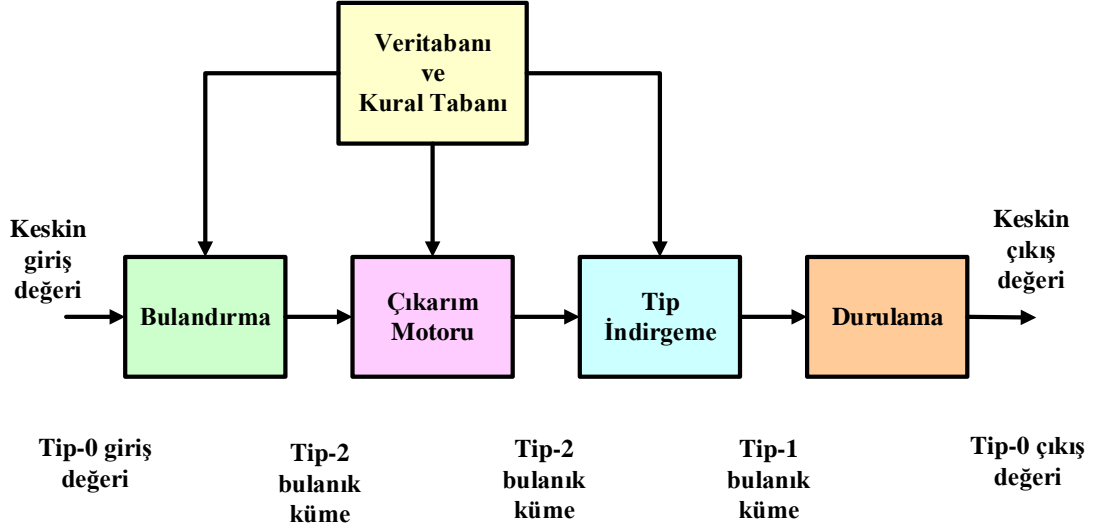 Veritabanı
ve
Kural Tabanı
Keskin
giriş
değeri
Bulandırma
Çıkarım
Motoru
Tip
İndirgeme
Durulama
Keskin
çıkış
değeri
Tip-0 giriş
değeri
Tip-2
bulanık
küme
Tip-2
bulanık
küme
Tip-1
bulanık
küme
Tip-0 çıkış
değeri